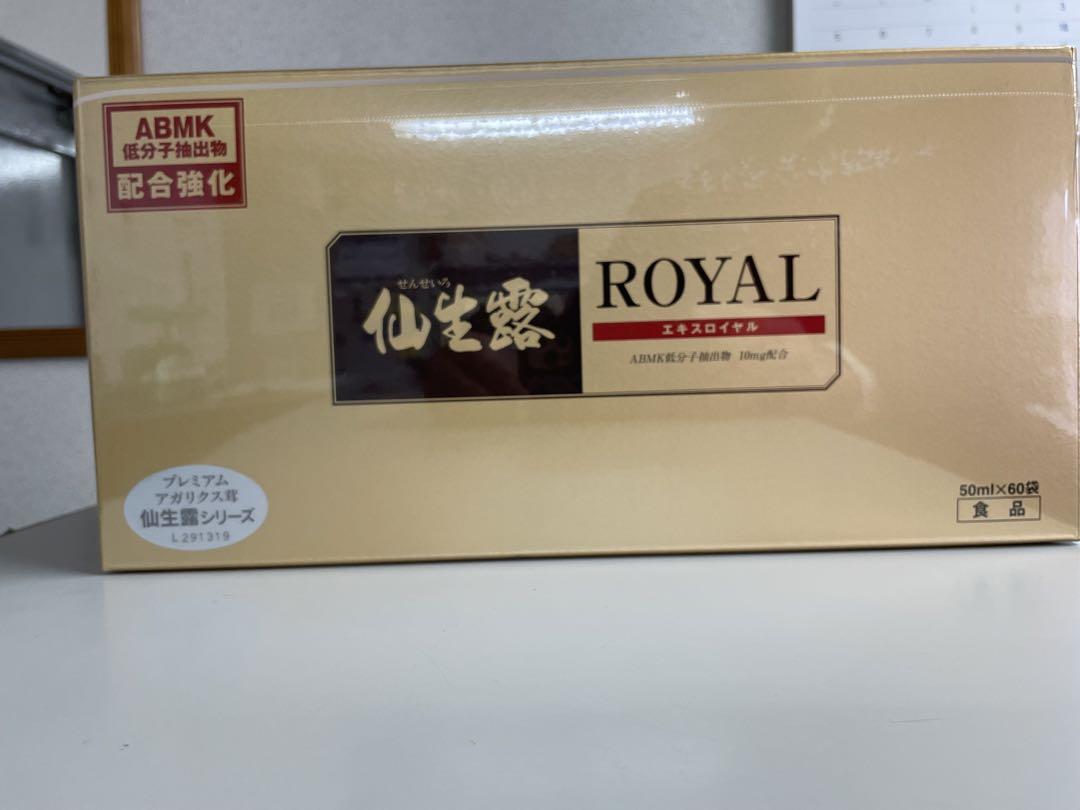 ABMK
低分子抽出物
配合強化
せんせいろ
仙生露
ROYAL
エキスロイヤル
ABMK低分子抽出物 10mg配合
プレミアム
アガリクス茸
仙生露シリーズ
L291319
50ml×60袋
食品